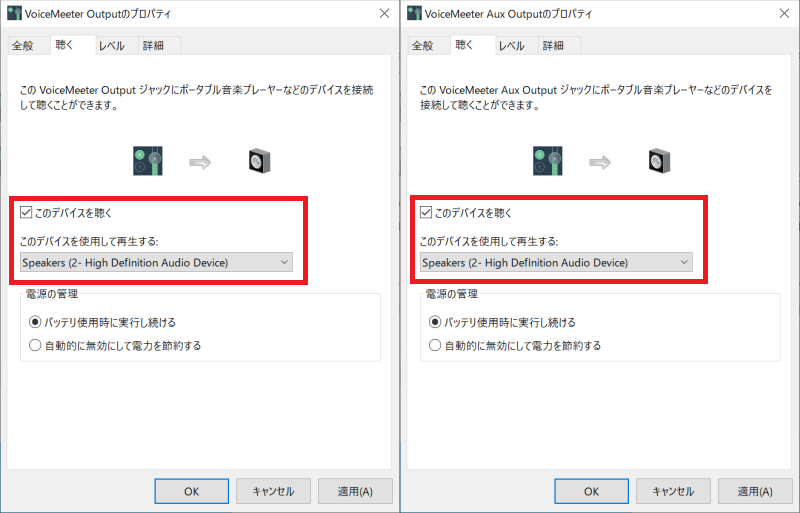 VoiceMeeter Outputのプロパティ
全般
聴く
レベル
詳細
この VoiceMeeter Output ジャックにポータブル音楽プレーヤーなどのデバイスを接続
して聴くことができます。
このデバイスを聴く
このデバイスを使用して再生する:
Speakers (2- High Definition Audio Device)
電源の管理
バッテリ使用時に実行し続ける
自動的に無効にして電力を節約する
OK
キャンセル
適用(A)
VoiceMeeter Aux Outputのプロパティ
全般
聴く
レベル
詳細
この VoiceMeeter Aux Output ジャックにポータブル音楽プレーヤーなどのデバイスを
接続して聴くことができます。
このデバイスを聴く
このデバイスを使用して再生する:
Speakers (2- High Definition Audio Device)
電源の管理
バッテリ使用時に実行し続ける
自動的に無効にして電力を節約する
OK
キャンセル
適用(A)